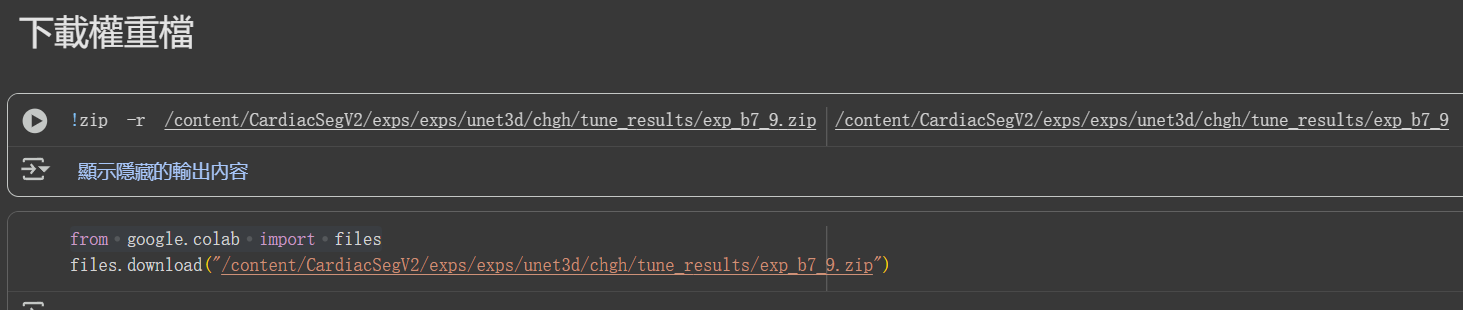 下載權重檔
!zip -r /content/CardiacSegV2/exps/exps/unet3d/chgh/tune_results/exp_b7_9.zip /content/CardiacSegV2/exps/exps/unet3d/chgh/tune_results/exp_b7_9
顯示隱藏的輸出內容
from google.colab import files
files.download("/content/CardiacSegV2/exps/exps/unet3d/chgh/tune_results/exp_b7_9.zip")